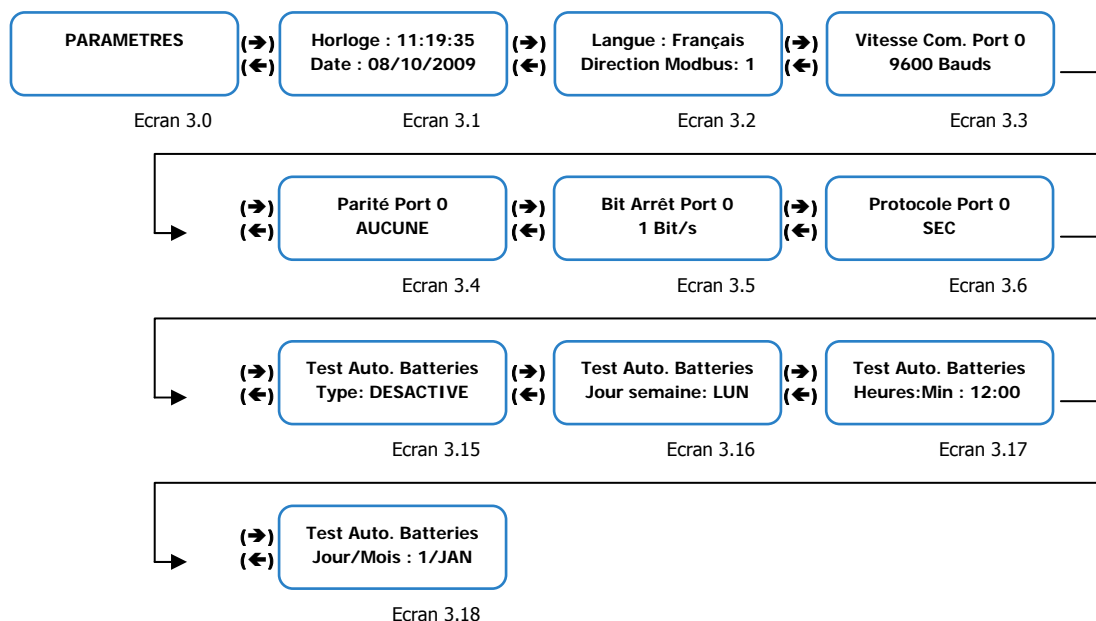 PARAMETRES
(➔)
(🡸)
Horloge : 11:19:35
Date : 08/10/2009
(➔)
(🡸)
Langue : Français
Direction Modbus: 1
(➔)
(🡸)
Vitesse Com. Port 0
9600 Bauds
Ecran 3.0
Ecran 3.1
Ecran 3.2
Ecran 3.3
(➔)
(🡸)
Parité Port 0
AUCUNE
(➔)
(🡸)
Bit Arrêt Port 0
1 Bit/s
(➔)
(🡸)
Protocole Port 0
SEC
Ecran 3.4
Ecran 3.5
Ecran 3.6
(➔)
(🡸)
Test Auto. Batteries
Type: DESACTIVE
(➔)
(🡸)
Test Auto. Batteries
Jour semaine: LUN
(➔)
(🡸)
Test Auto. Batteries
Heures:Min : 12:00
Ecran 3.15
Ecran 3.16
Ecran 3.17
(➔)
(🡸)
Test Auto. Batteries
Jour/Mois : 1/JAN
Ecran 3.18